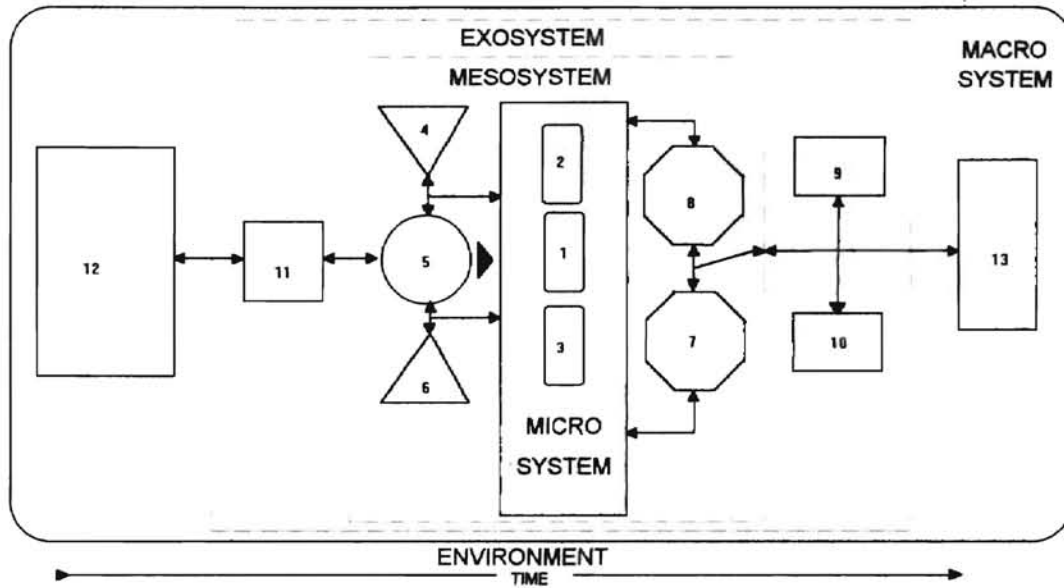 EXOSYSTEM
MACRO
SYSTEM
MESOSYSTEM
4
2
9
8
12
11
5
1
13
3
7
10
6
MICRO
SYSTEM
ENVIRONMENT
TIME